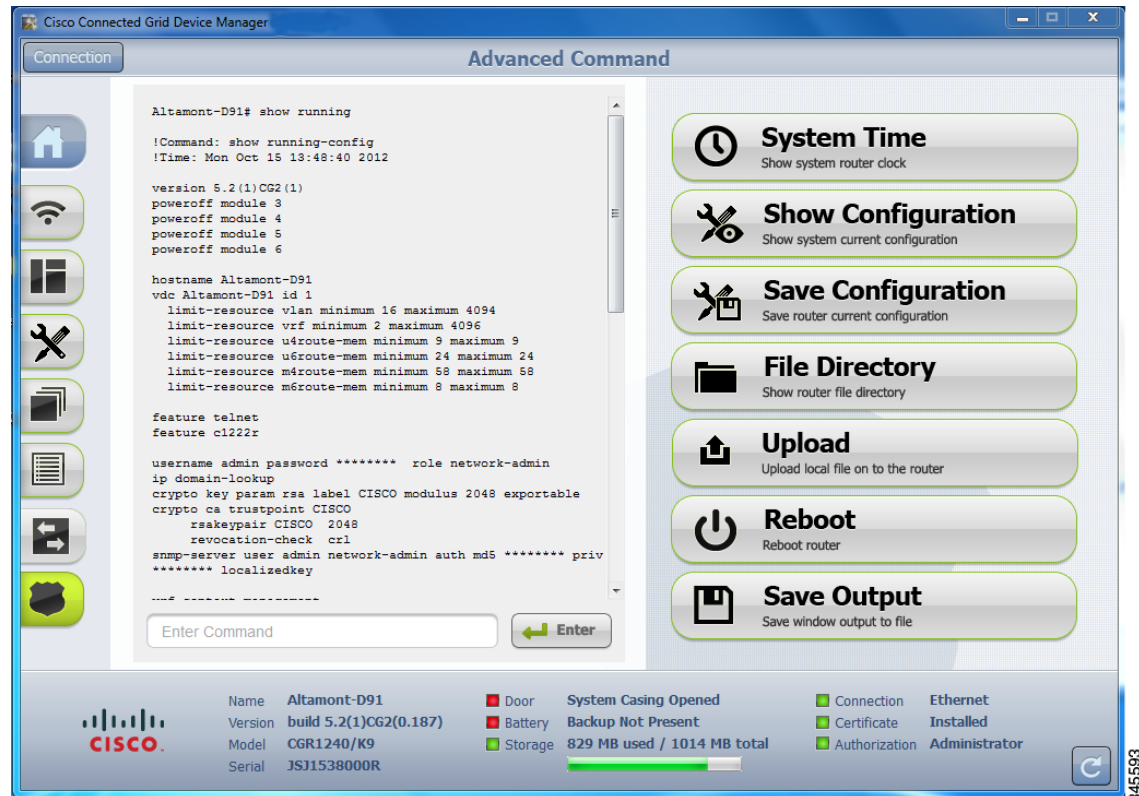 Cisco Connected Grid Device Manager
Connection
Advanced Command
Altamont-D91# show running
!Command: show running-config
!Time: Mon Oct 15 13:48:40 2012
version 5.2(1)CG2(1)
poweroff module 3
poweroff module 4
poweroff module 5
poweroff module 6
hostname Altamont-D91
vdc Altamont-D91 id 1
limit-resource vlan minimum 16 maximum 4094
limit-resource vrf minimum 2 maximum 4096
limit-resource u4route-mem minimum 9 maximum 9
limit-resource u6route-mem minimum 24 maximum 24
limit-resource m4route-mem minimum 58 maximum 58
limit-resource m6route-mem minimum 8 maximum 8
feature telnet
feature c1222r
username admin password ******** role network-admin
ip domain-lookup
crypto key param rsa label CISCO modulus 2048 exportable
crypto ca trustpoint CISCO
rsakeypair CISCO 2048
revocation-check crl
snmp-server user admin network-admin auth md5 ******** priv
******** localizedkey
Enter Command
Enter
System Time
Show system router clock
Show Configuration
Show system current configuration
Save Configuration
Save router current configuration
File Directory
Show router file directory
Upload
Upload local file on to the router
Reboot
Reboot router
Save Output
Save window output to file
CISCO.
Name Altamont-D91
Version build 5.2(1)CG2(0.187)
Model CGR1240/K9
Serial JSJ1538000R
Door System Casing Opened
Battery Backup Not Present
Storage 829 MB used / 1014 MB total
Connection Ethernet
Certificate Installed
Authorization Administrator
345593